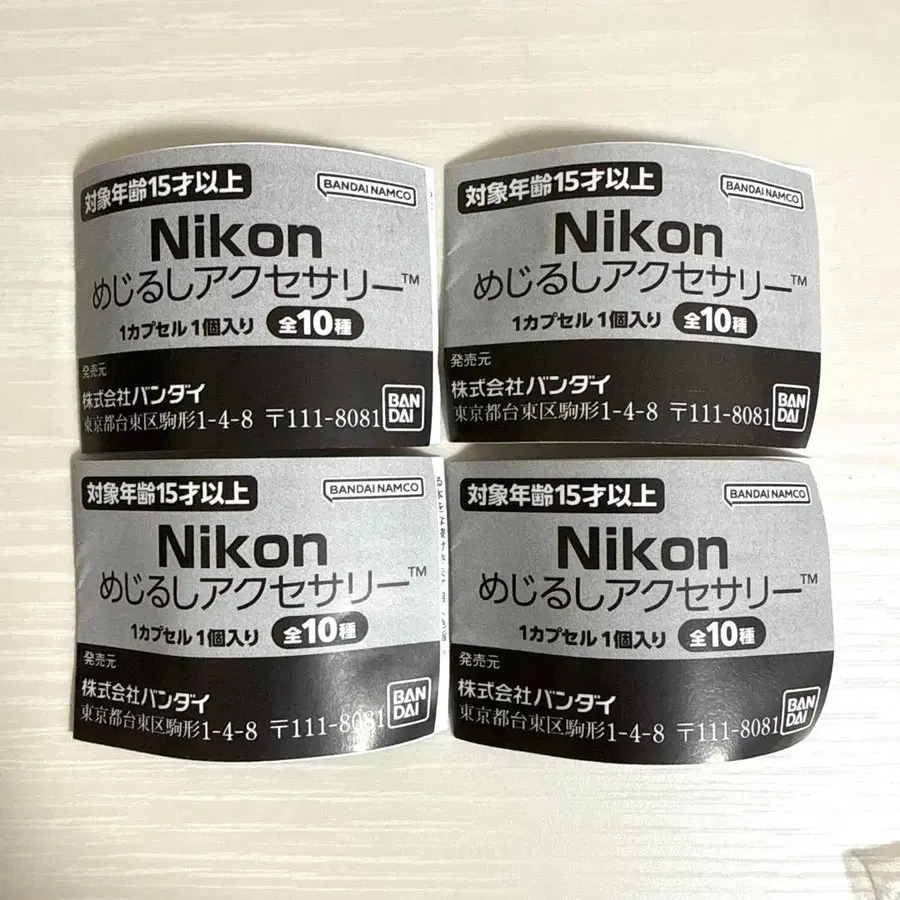 対象年齢15才以上
BANDAI NAMCO
Nikon
めじるしアクセサリー™
1カプセル1個入り 全10種
発売元
株式会社バンダイ
東京都台東区駒形1-4-8 〒111-8081
BAN
DAI
対象年齢15才以上
BANDAI NAMCO
Nikon
めじるしアクセサリー™
1カプセル1個入り 全10種
発売元
株式会社バンダイ
東京都台東区駒形1-4-8 〒111-8081
BAN
DAI
対象年齢15才以上
BANDAI NAMCO
Nikon
めじるしアクセサリー™
1カプセル1個入り 全10種
発売元
株式会社バンダイ
東京都台東区駒形1-4-8 〒111-8081
BAN
DAI
対象年齢15才以上
BANDAI NAMCO
Nikon
めじるしアクセサリー™
1カプセル1個入り 全10種
発売元
株式会社バンダイ
東京都台東区駒形1-4-8 〒111-8081
BAN
DAI